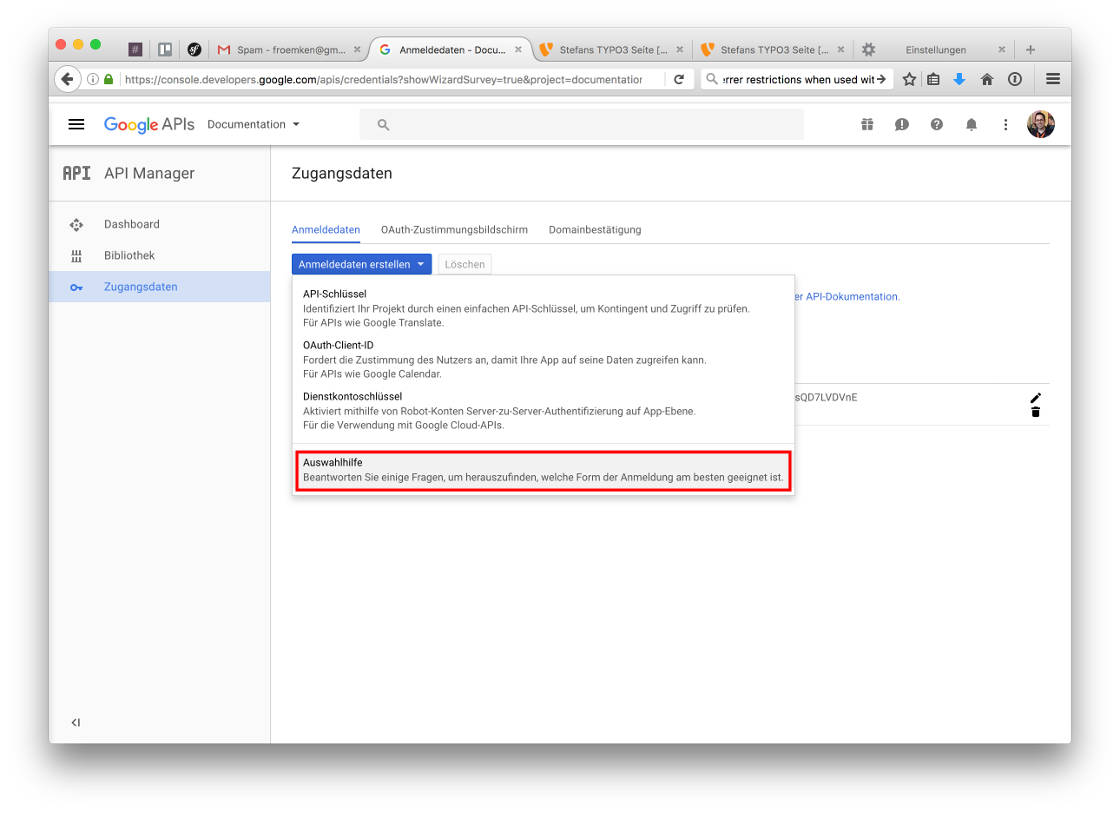 #
Spam - froemken@gm...
Anmeldedaten - Docu...
Stefans TYPO3 Seite [...
Stefans TYPO3 Seite [...
Einstellungen
https://console.developers.google.com/apis/credentials?showWizardSurvey=true&project=documentation
restrictions when used wit
Google APIs
Documentation
API
API Manager
Zugangsdaten
Dashboard
Bibliothek
Zugangsdaten
Anmeldedaten
OAuth-Zustimmungsbildschirm
Domainbestätigung
Anmeldedaten erstellen
Löschen
API-Schlüssel
Identifiziert Ihr Projekt durch einen einfachen API-Schlüssel, um Kontingent und Zugriff zu prüfen.
Für APIs wie Google Translate.
OAuth-Client-ID
Fordert die Zustimmung des Nutzers an, damit Ihre App auf seine Daten zugreifen kann.
Für APIs wie Google Calendar.
Dienstkontoschlüssel
Aktiviert mithilfe von Robot-Konten Server-zu-Server-Authentifizierung auf App-Ebene.
Für die Verwendung mit Google Cloud-APIs.
Auswahlhilfe
Beantworten Sie einige Fragen, um herauszufinden, welche Form der Anmeldung am besten geeignet ist.
er API-Dokumentation.
sQD7LVDVnE